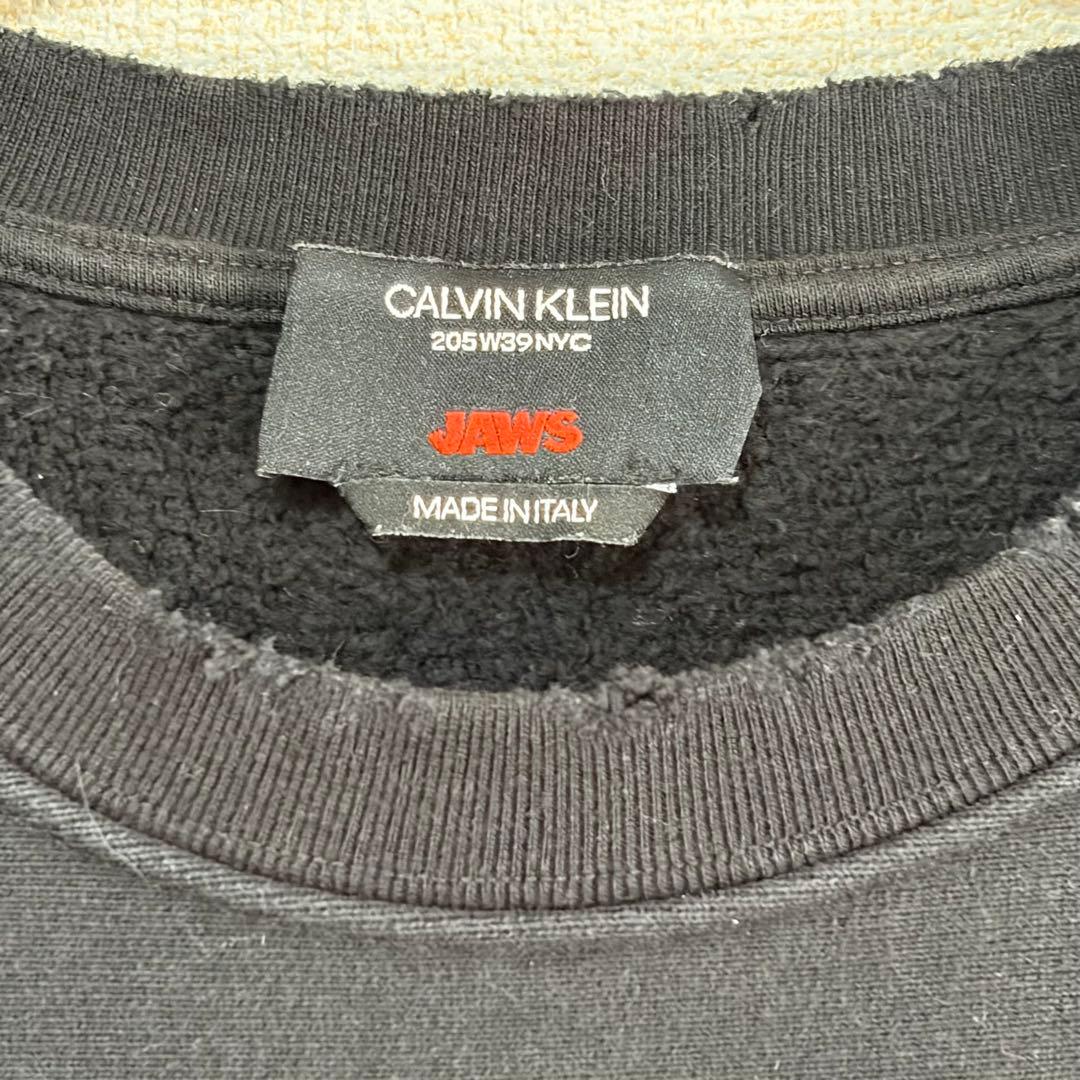 CALVIN KLEIN
205W39NYC
JAWS
MADE IN ITALY